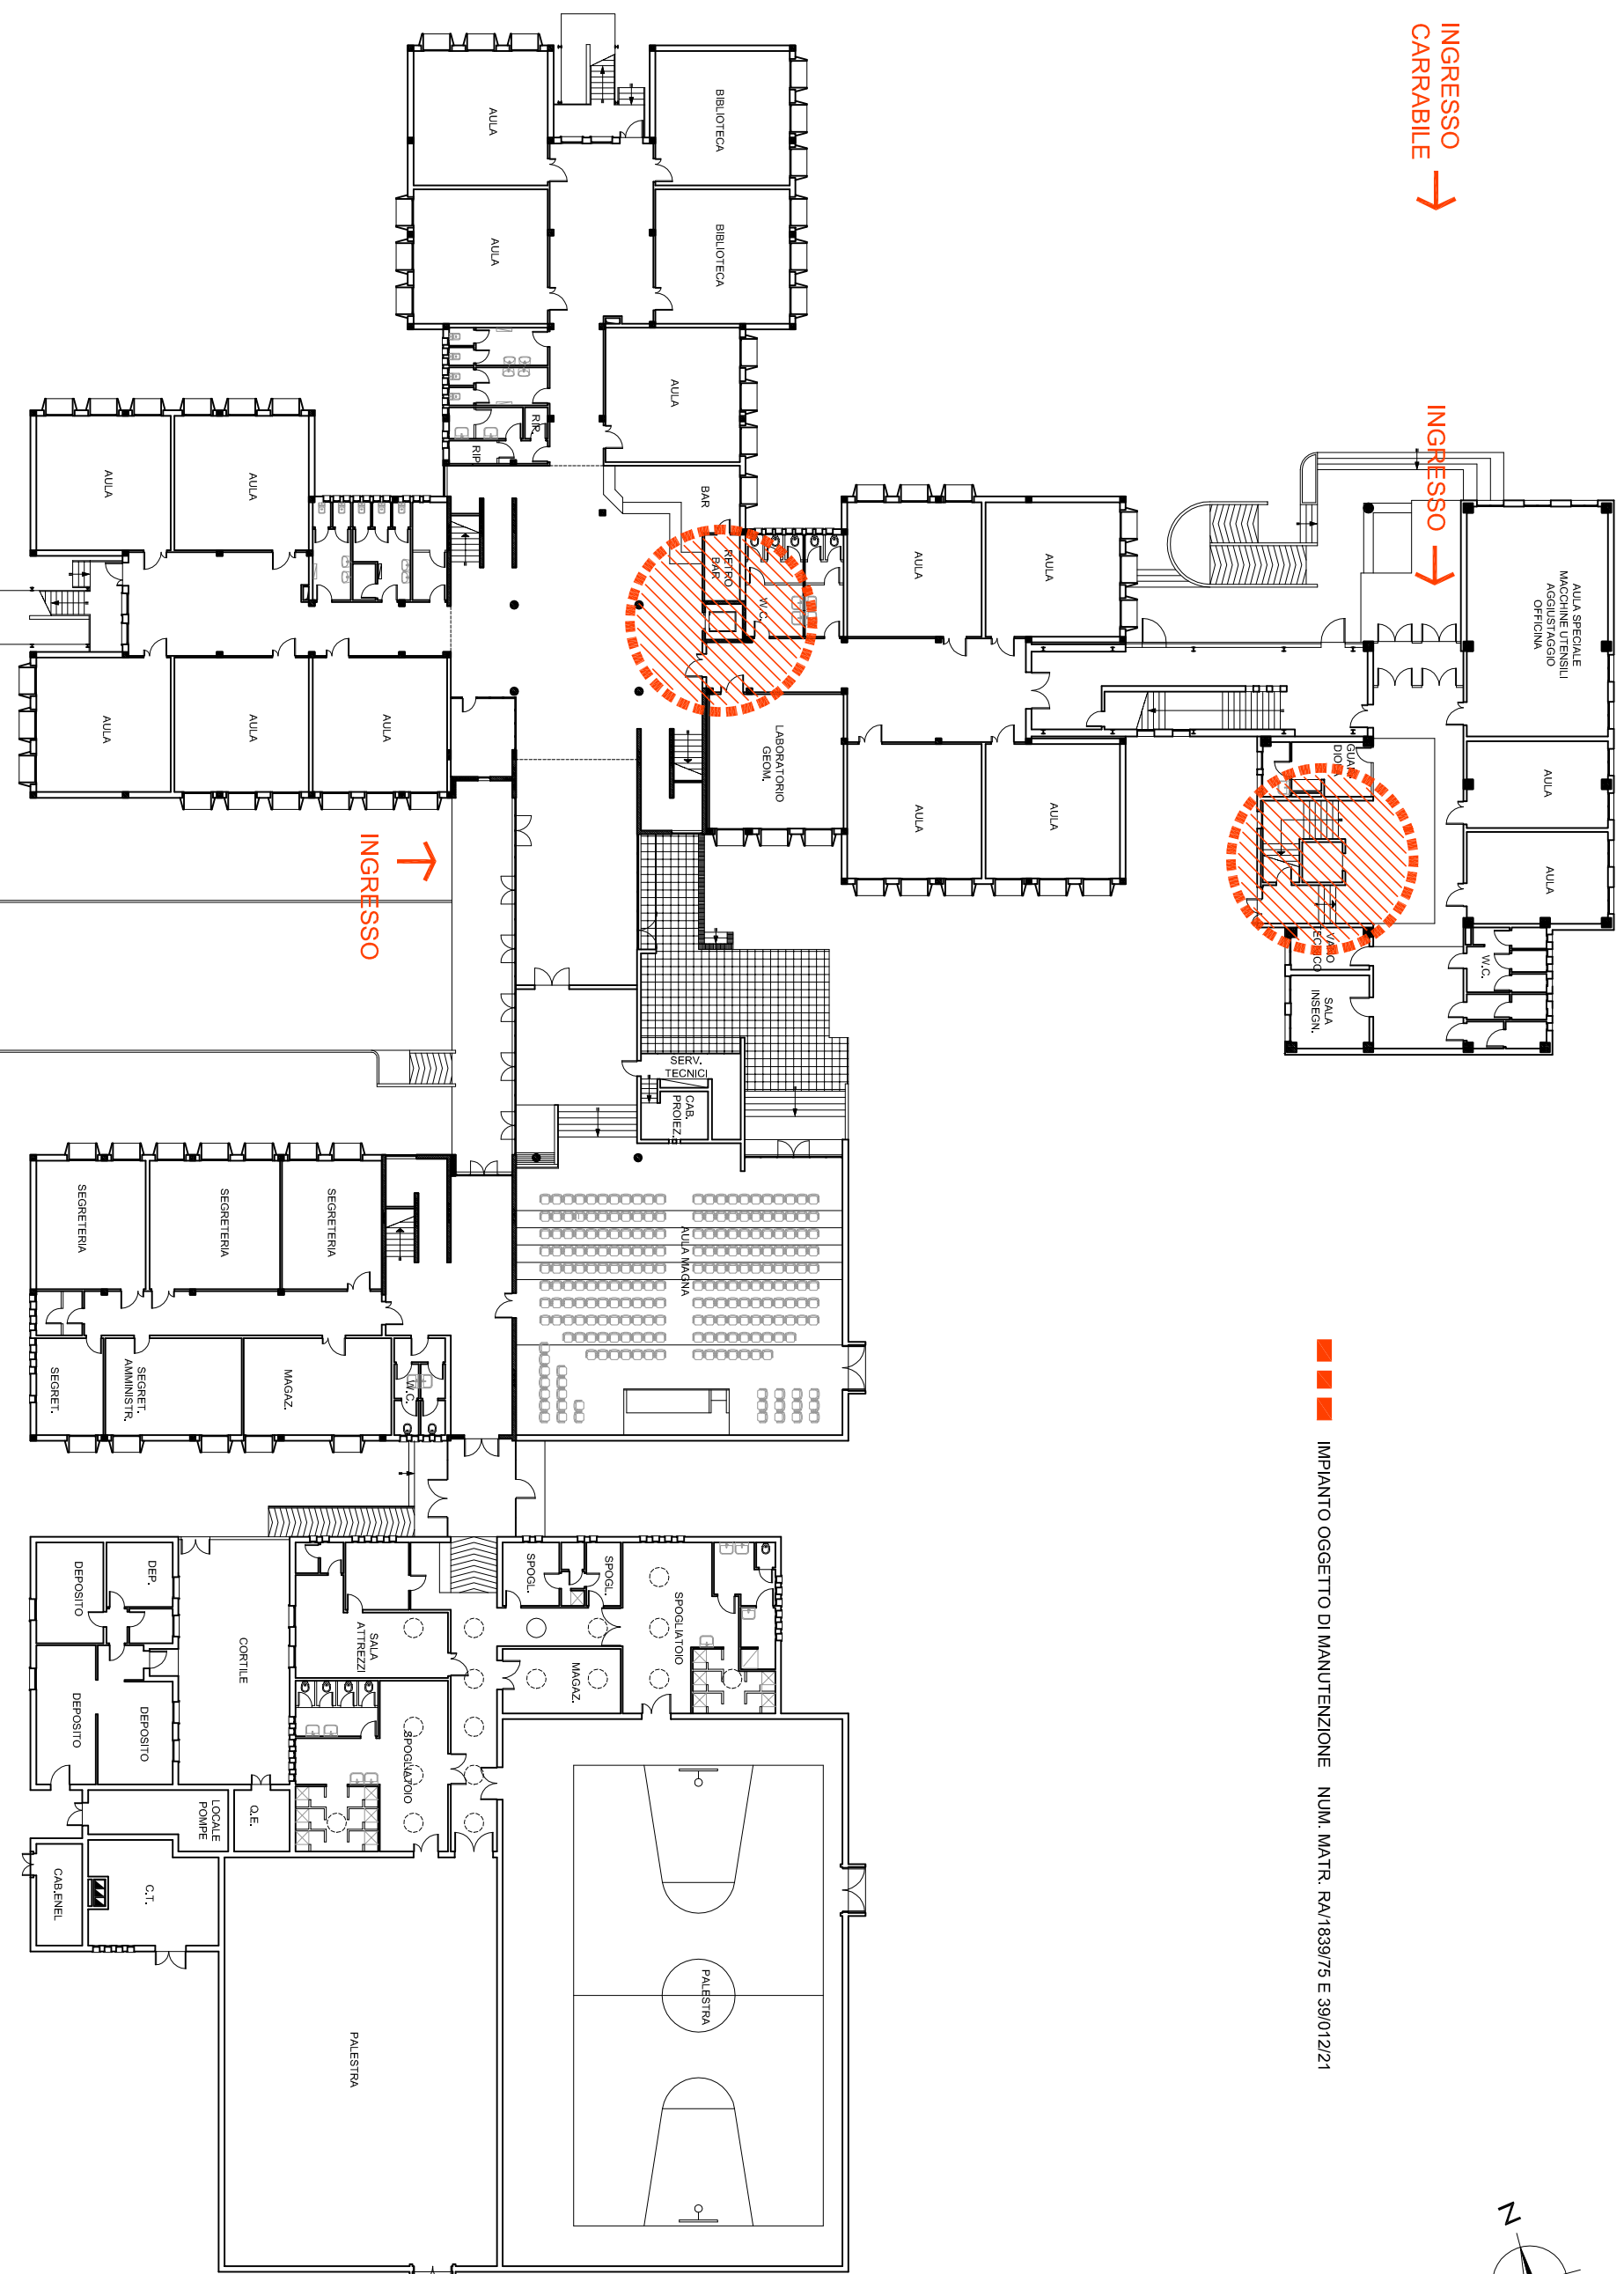 INGRESSO
CARRABILE
INGRESSO
AULA SPECIALE
MACCHINE UTENSILI
AGGIUSTAGGIO
OFFICINA
AULA
AULA
W.C.
GUAR
DIOLA
VANO
TECNICO
SALA
INSEGN.
BIBLIOTECA
BIBLIOTECA
AULA
AULA
AULA
RIP.
RIP.
BAR
RETRO
BAR
W.C.
AULA
AULA
LABORATORIO
GEOM.
AULA
AULA
AULA
AULA
AULA
AULA
AULA
INGRESSO
SERV.
TECNICI
CAB.
PROIEZ.
AULA MAGNA
SEGRETERIA
SEGRETERIA
SEGRETERIA
SEGRET.
SEGRET.
AMMINISTR.
MAGAZ.
W.C.
IMPIANTO OGGETTO DI MANUTENZIONE NUM. MATR. RA/1839/75 E 39/012/21
DEPOSITO
DEP.
CORTILE
SALA
ATTREZZI
SPOGL.
SPOGL.
SPOGLIATOIO
MAGAZ.
DEPOSITO
DEPOSITO
SPOGLIATOIO
LOCALE
POMPE
Q.E.
CAB.ENEL
C.T.
PALESTRA
PALESTRA
N